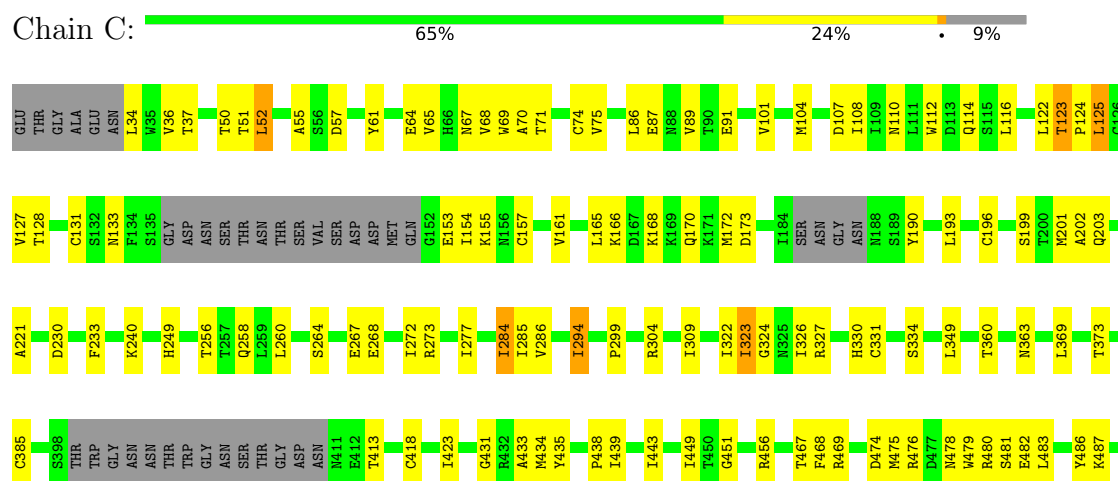 Chain C:
65% 24% • 9%
GLU THR GLY ALA GLU ASN L34 W35 V36 T37 T50 T51 L52 A55 S56 D57 Y61 E64 V65 H66 N67 V68 W69 A70 T71 C74 V75 L86 E87 N88 V89 T90 E91 V101 M104 D107 I108 I109 N110 L111 W112 D113 Q114 S115 L116 L122 T123 P124 L125 C126
V127 T128 C131 S132 N133 F134 S135 GLY ASP ASN SER THR ASN THR THR SER VAL SER ASP ASP MET GLN G152 E153 I154 K155 N156 C157 V161 L165 K166 D167 K168 K169 Q170 K171 M172 D173 I184 SER ASN GLY ASN N188 S189 Y190 L193 C196 S199 T200 M201 A202 Q203
A221 D230 F233 K240 H249 T256 T257 Q258 L259 L260 S264 E267 E268 I272 R273 I277 I284 I285 V286 I294 P299 R304 I309 I322 I323 G324 N325 I326 R327 H330 C331 S334 L349 T360 N363 L369 T373
C385 S398 THR TRP GLY ASN ASN THR TRP GLY ASN SER THR GLY ASP ASN N411 E412 T413 C418 I423 G431 R432 A433 M434 Y435 P438 I439 I443 I449 T450 G451 R456 T467 F468 R469 D474 M475 R476 D477 N478 W479 R480 S481 E482 L483 Y486 K487